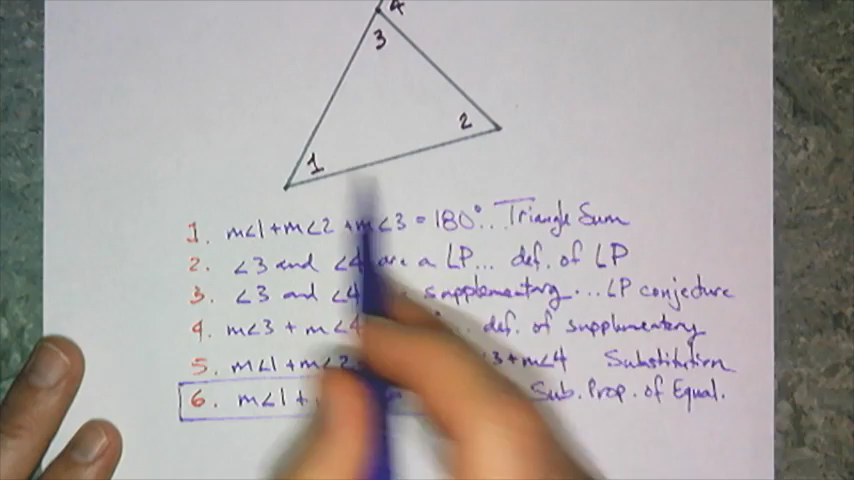 4
3
2
1
1. m∠1+m∠2+m∠3=180°... Triangle Sum
2. ∠3 and ∠4 are a LP... def. of LP
3. ∠3 and ∠4 supplementary...LP conjecture
4. m∠3 + m∠4 ... def. of supplementary
5. m∠1+m∠2 ∠3+m∠4 Substitution
6. m∠1+ Sub. Prop. of Equal.